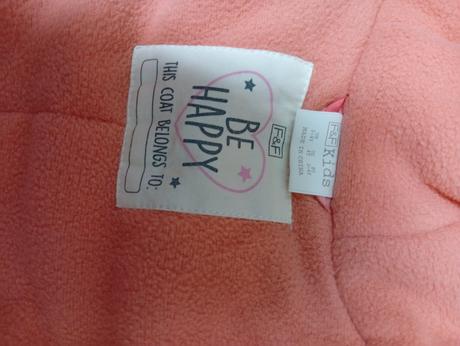 F&F
BE
HAPPY
THIS COAT BELONGS TO:
F&F Kids
MADE IN CHINA